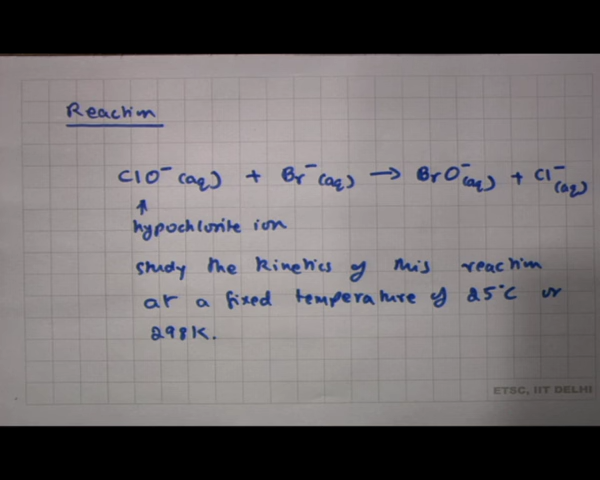 Reaction
ClO⁻(aq) + Br⁻(aq) → BrO⁻(aq) + Cl⁻(aq)
↑
hypochlorite ion
study the kinetics of this reaction
at a fixed temperature of 25°C or
298K.
ETSC, IIT DELHI